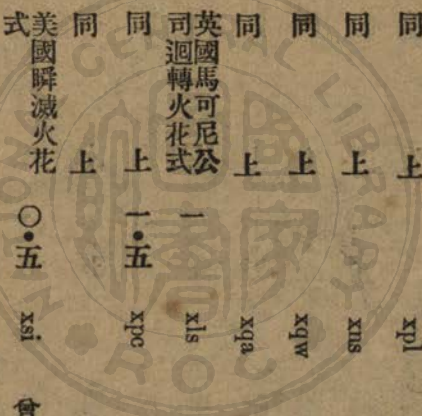 同上 xpl
同上 xns
同上 xqw
同上 xqa
英國馬可尼公
司迴轉火花式 一 xls
同上 一•五 xpc
美國瞬滅火花
式 〇•五 xsi 曾